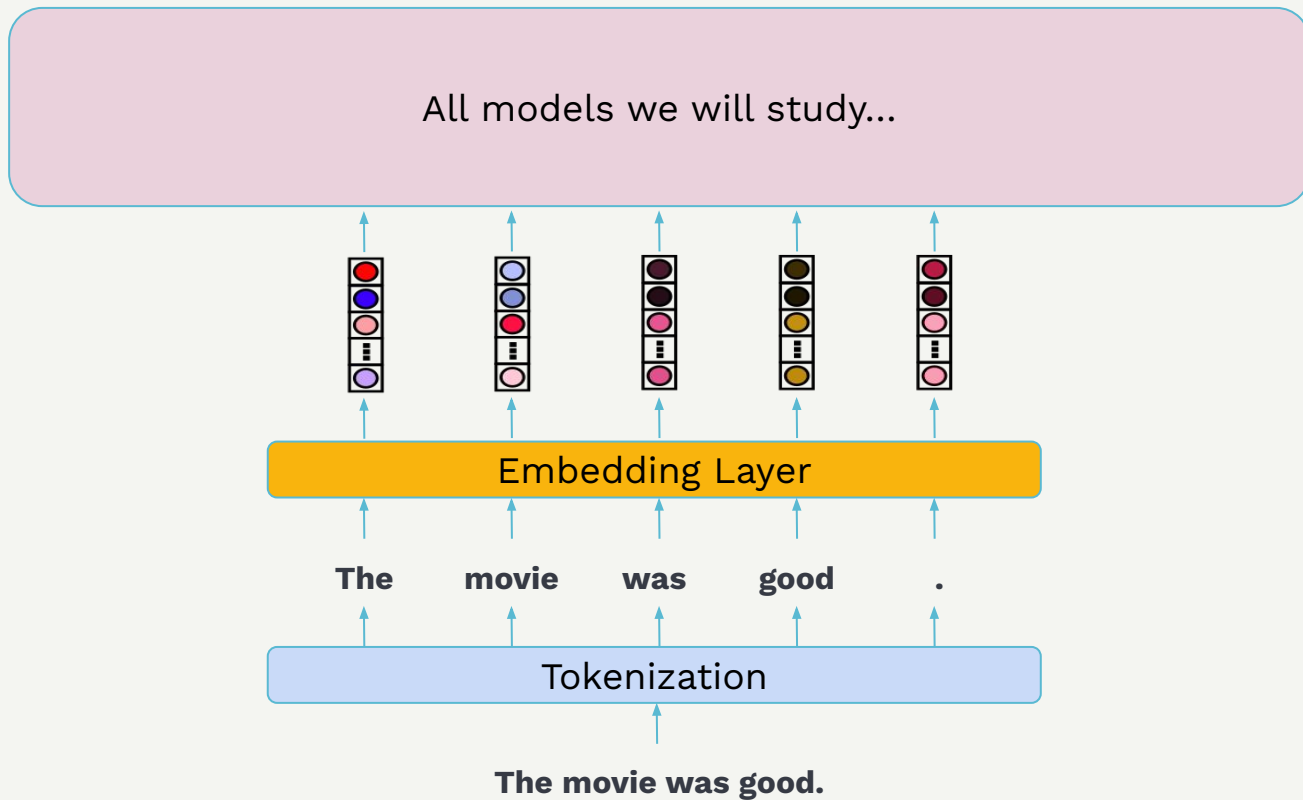 All models we will study...
Embedding Layer
The movie was good .
Tokenization
The movie was good.